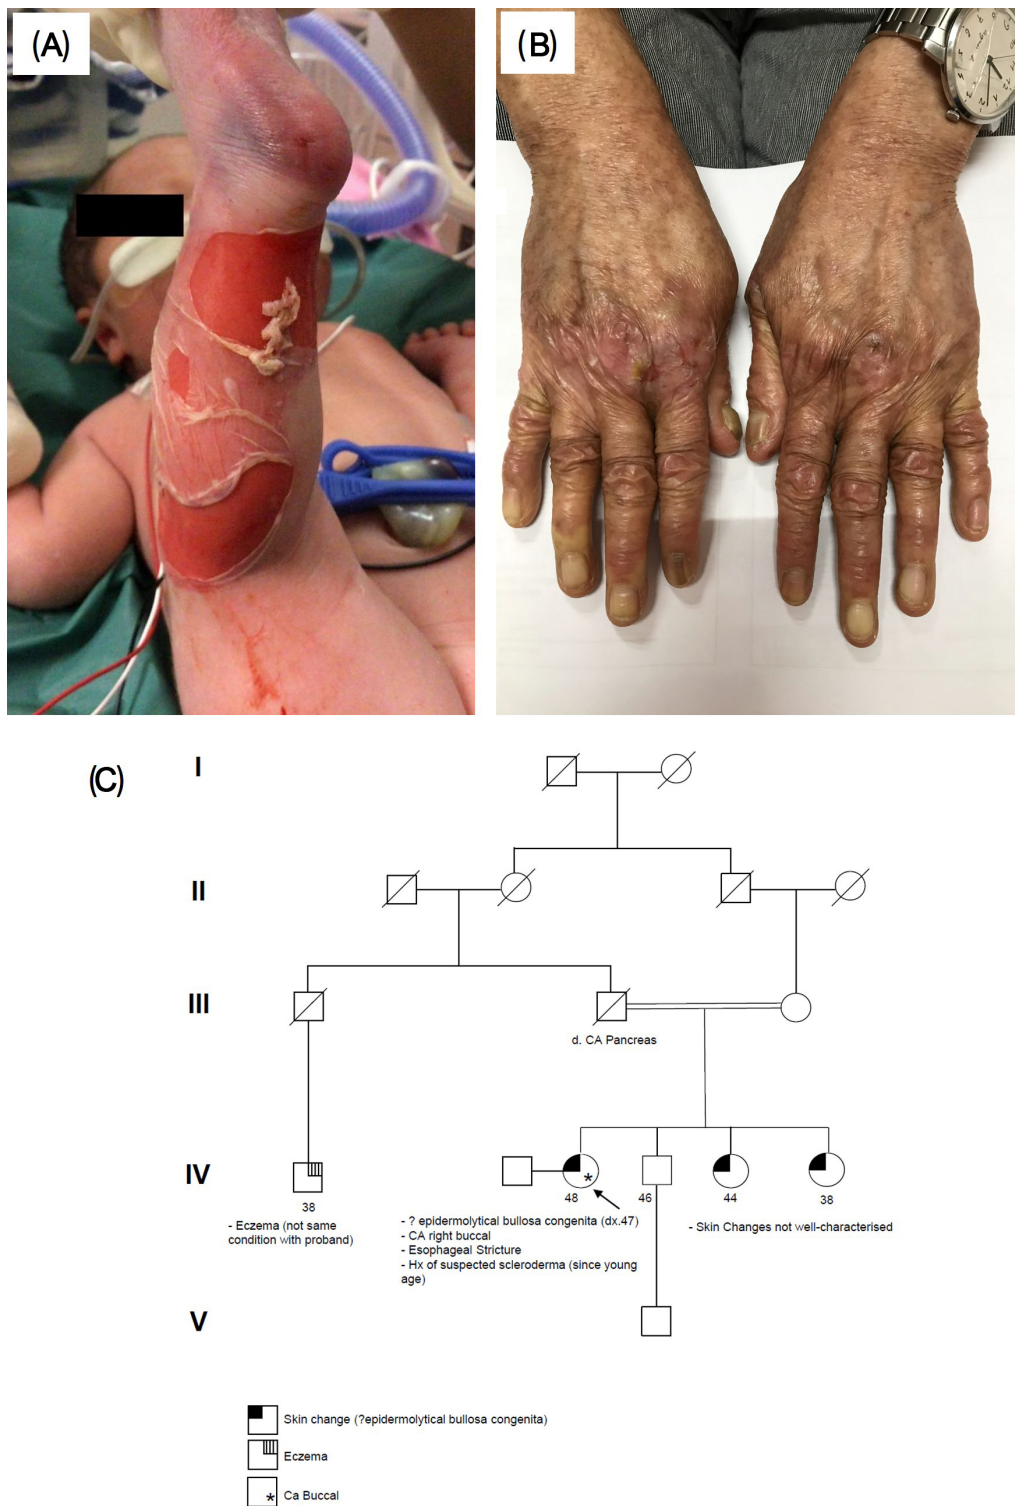 (A)
(B)
(C)
I
II
III
d. CA Pancreas
IV
38
48
46
44
38
- Eczema (not same
condition with proband)
- ? epidermolytical bullosa congenita (dx.47)
- CA right buccal
- Esophageal Stricture
- Hx of suspected scleroderma (since young
age)
- Skin Changes not well-characterised
V
Skin change (?epidermolytical bullosa congenita)
Eczema
* Ca Buccal